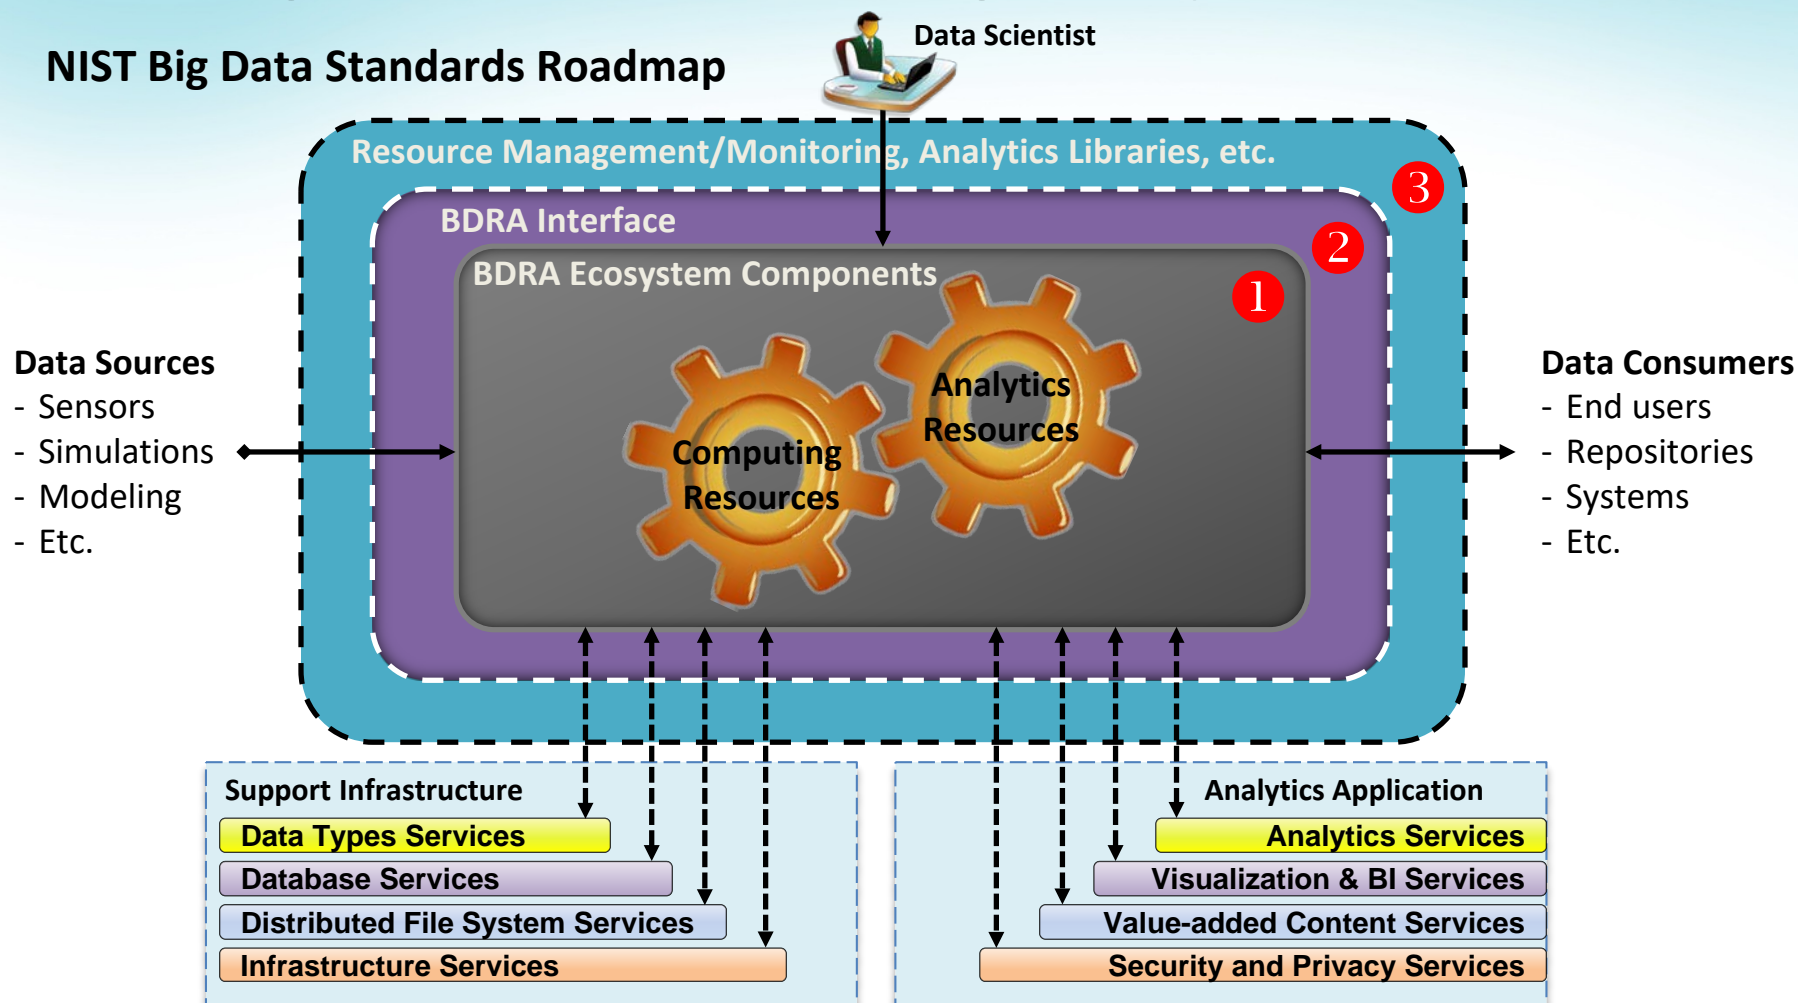 Data Scientist
NIST Big Data Standards Roadmap
Resource Management/Monitoring, Analytics Libraries, etc.
3
BDRA Interface
2
BDRA Ecosystem Components
1
Data Sources
- Sensors
- Simulations
- Modeling
- Etc.
Analytics
Resources
Computing
Resources
Data Consumers
- End users
- Repositories
- Systems
- Etc.
Support Infrastructure
Data Types Services
Database Services
Distributed File System Services
Infrastructure Services
Analytics Application
Analytics Services
Visualization & BI Services
Value-added Content Services
Security and Privacy Services